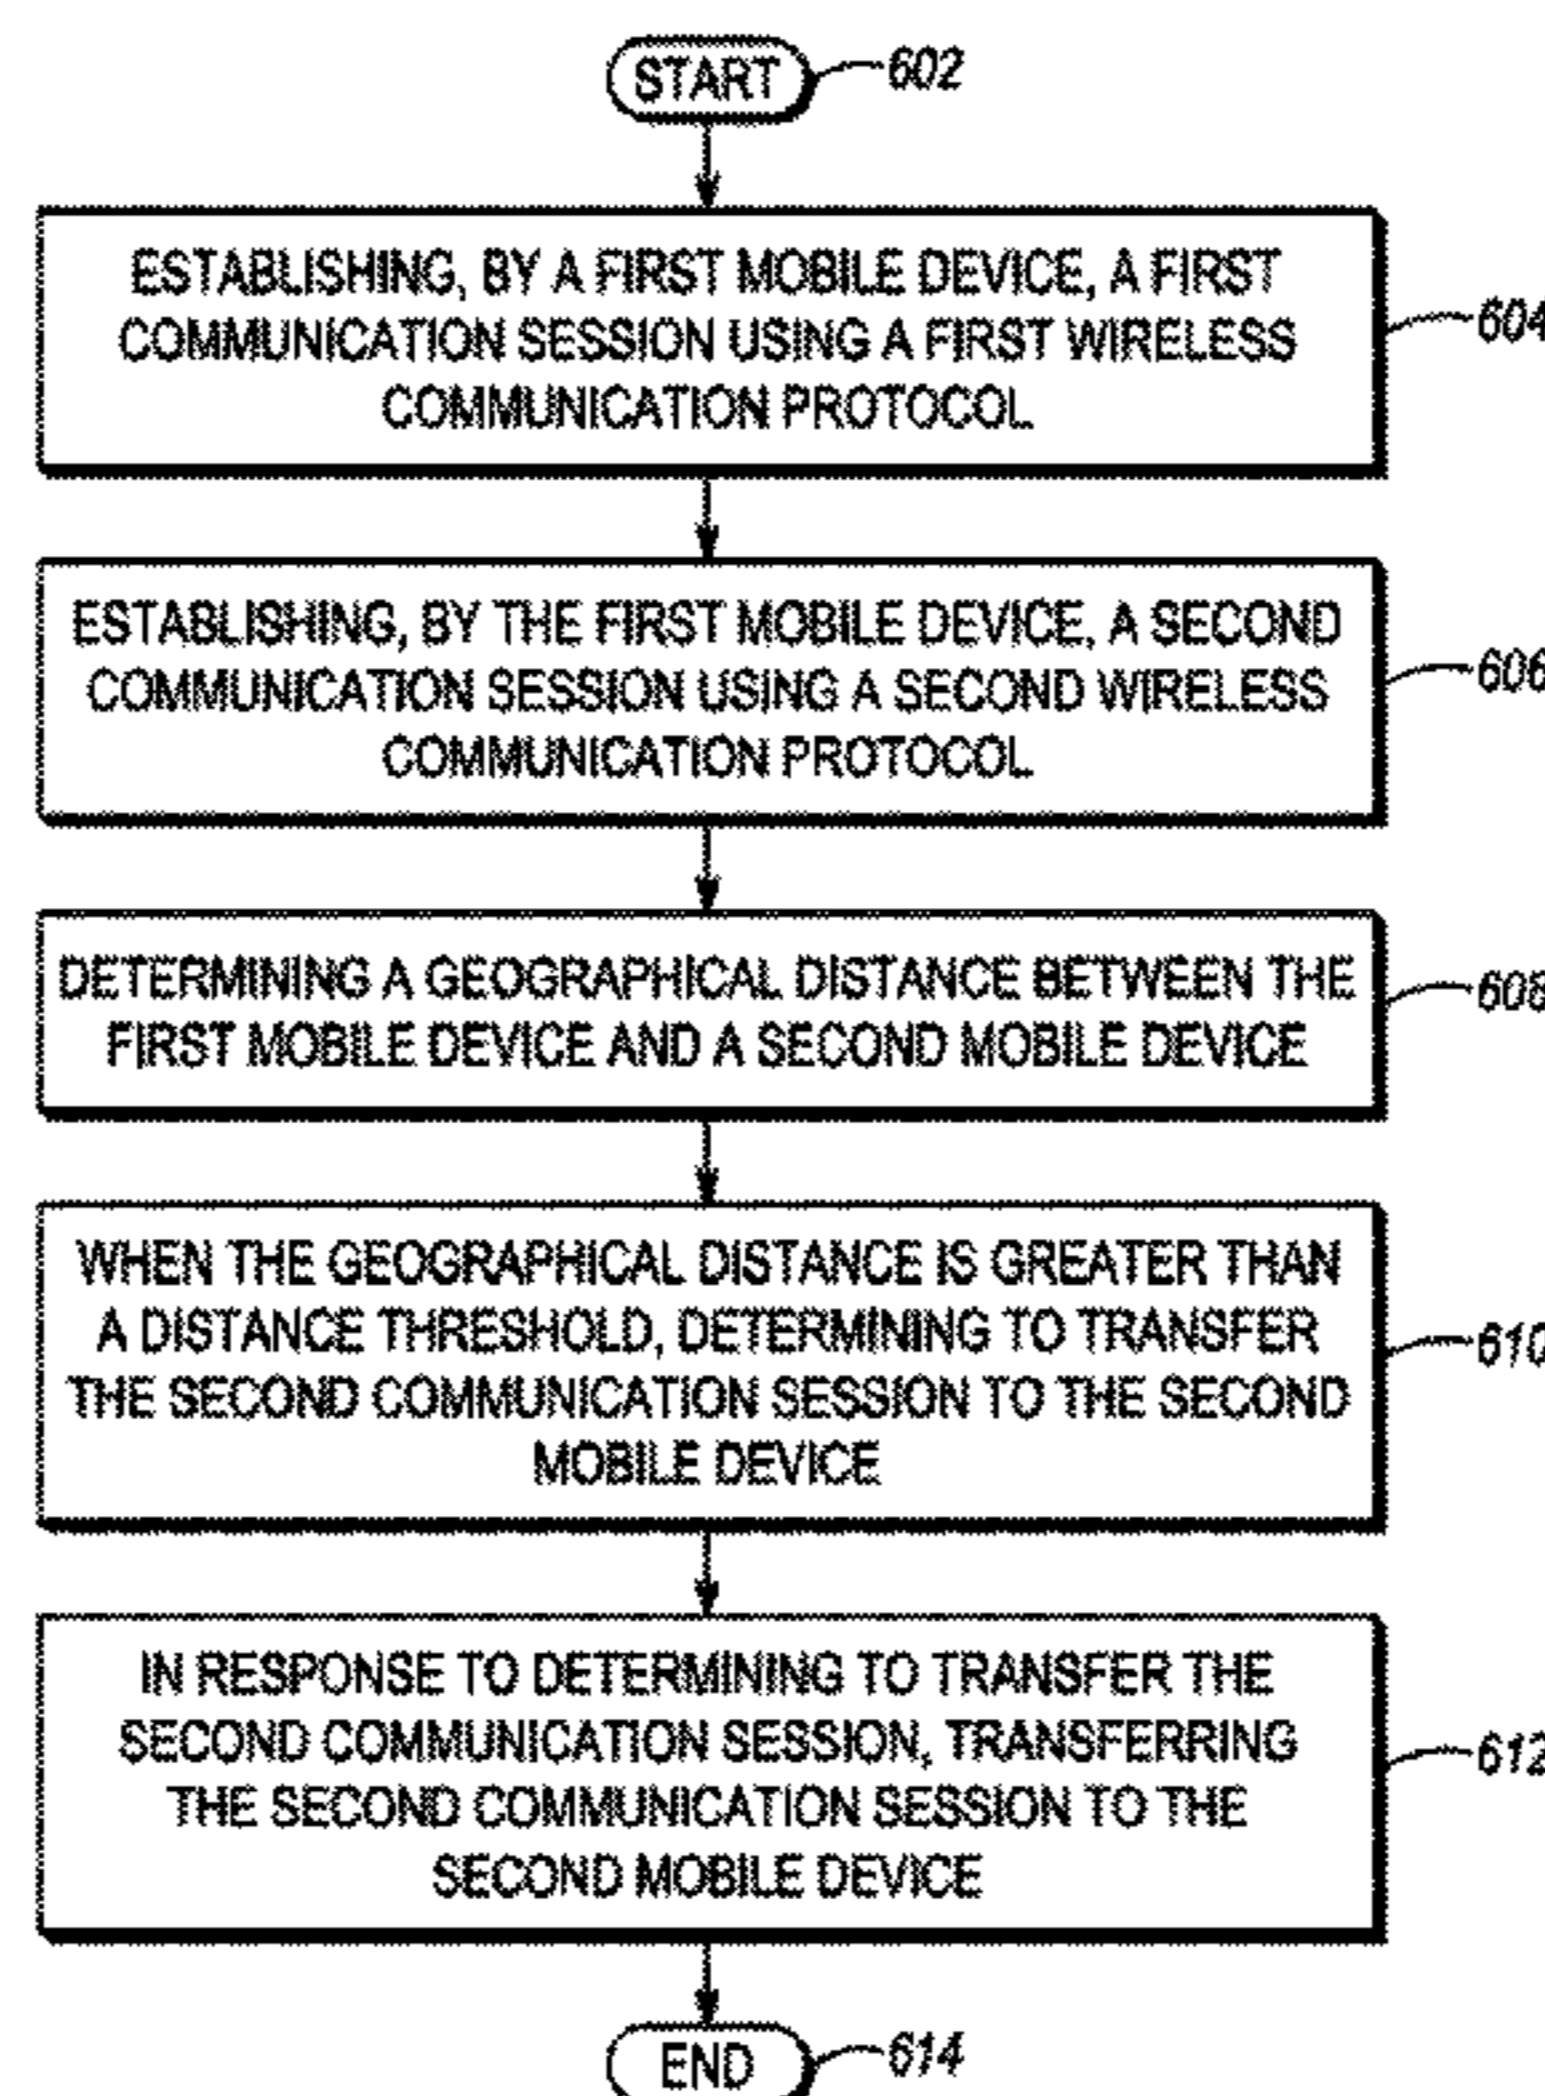 START
602
ESTABLISHING, BY A FIRST MOBILE DEVICE, A FIRST
COMMUNICATION SESSION USING A FIRST WIRELESS
COMMUNICATION PROTOCOL
604
ESTABLISHING, BY THE FIRST MOBILE DEVICE, A SECOND
COMMUNICATION SESSION USING A SECOND WIRELESS
COMMUNICATION PROTOCOL
606
DETERMINING A GEOGRAPHICAL DISTANCE BETWEEN THE
FIRST MOBILE DEVICE AND A SECOND MOBILE DEVICE
608
WHEN THE GEOGRAPHICAL DISTANCE IS GREATER THAN
A DISTANCE THRESHOLD, DETERMINING TO TRANSFER
THE SECOND COMMUNICATION SESSION TO THE SECOND
MOBILE DEVICE
610
IN RESPONSE TO DETERMINING TO TRANSFER THE
SECOND COMMUNICATION SESSION, TRANSFERRING
THE SECOND COMMUNICATION SESSION TO THE
SECOND MOBILE DEVICE
612
END
614